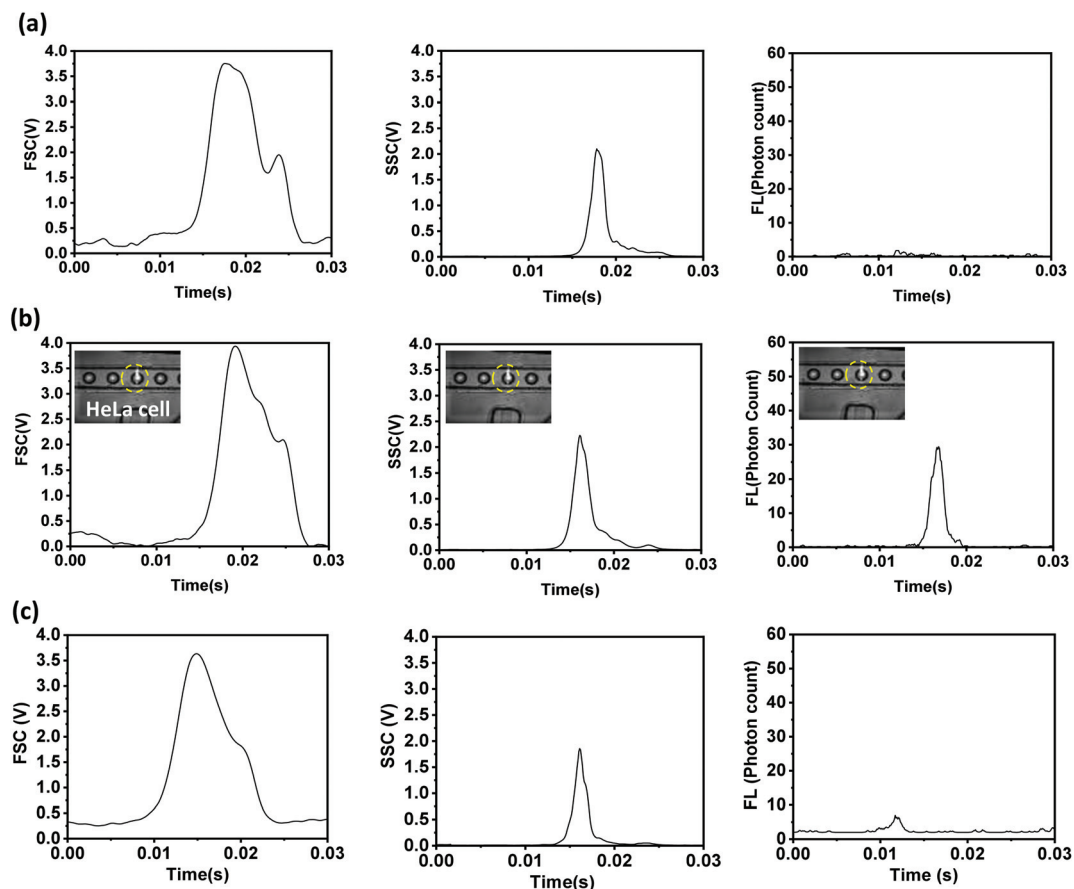 (a)
4.0
3.5
3.0
2.5
2.0
1.5
1.0
0.5
0.0
FSC(V)
0.00 0.01 0.02 0.03
Time(s)
4.0
3.5
3.0
2.5
2.0
1.5
1.0
0.5
0.0
SSC(V)
0.00 0.01 0.02 0.03
Time(s)
60
50
40
30
20
10
0
FL(Photon count)
0.00 0.01 0.02 0.03
Time(s)
(b)
4.0
3.5
3.0
2.5
2.0
1.5
1.0
0.5
0.0
FSC(V)
HeLa cell
0.00 0.01 0.02 0.03
Time(s)
4.0
3.5
3.0
2.5
2.0
1.5
1.0
0.5
0.0
SSC(V)
0.00 0.01 0.02 0.03
Time(s)
60
50
40
30
20
10
0
FL(Photon Count)
0.00 0.01 0.02 0.03
Time(s)
(c)
4.0
3.5
3.0
2.5
2.0
1.5
1.0
0.5
0.0
FSC (V)
0.00 0.01 0.02 0.03
Time(s)
4.0
3.5
3.0
2.5
2.0
1.5
1.0
0.5
0.0
SSC (V)
0.00 0.01 0.02 0.03
Time(s)
60
50
40
30
20
10
0
FL (Photon count)
0.00 0.01 0.02 0.03
Time (s)